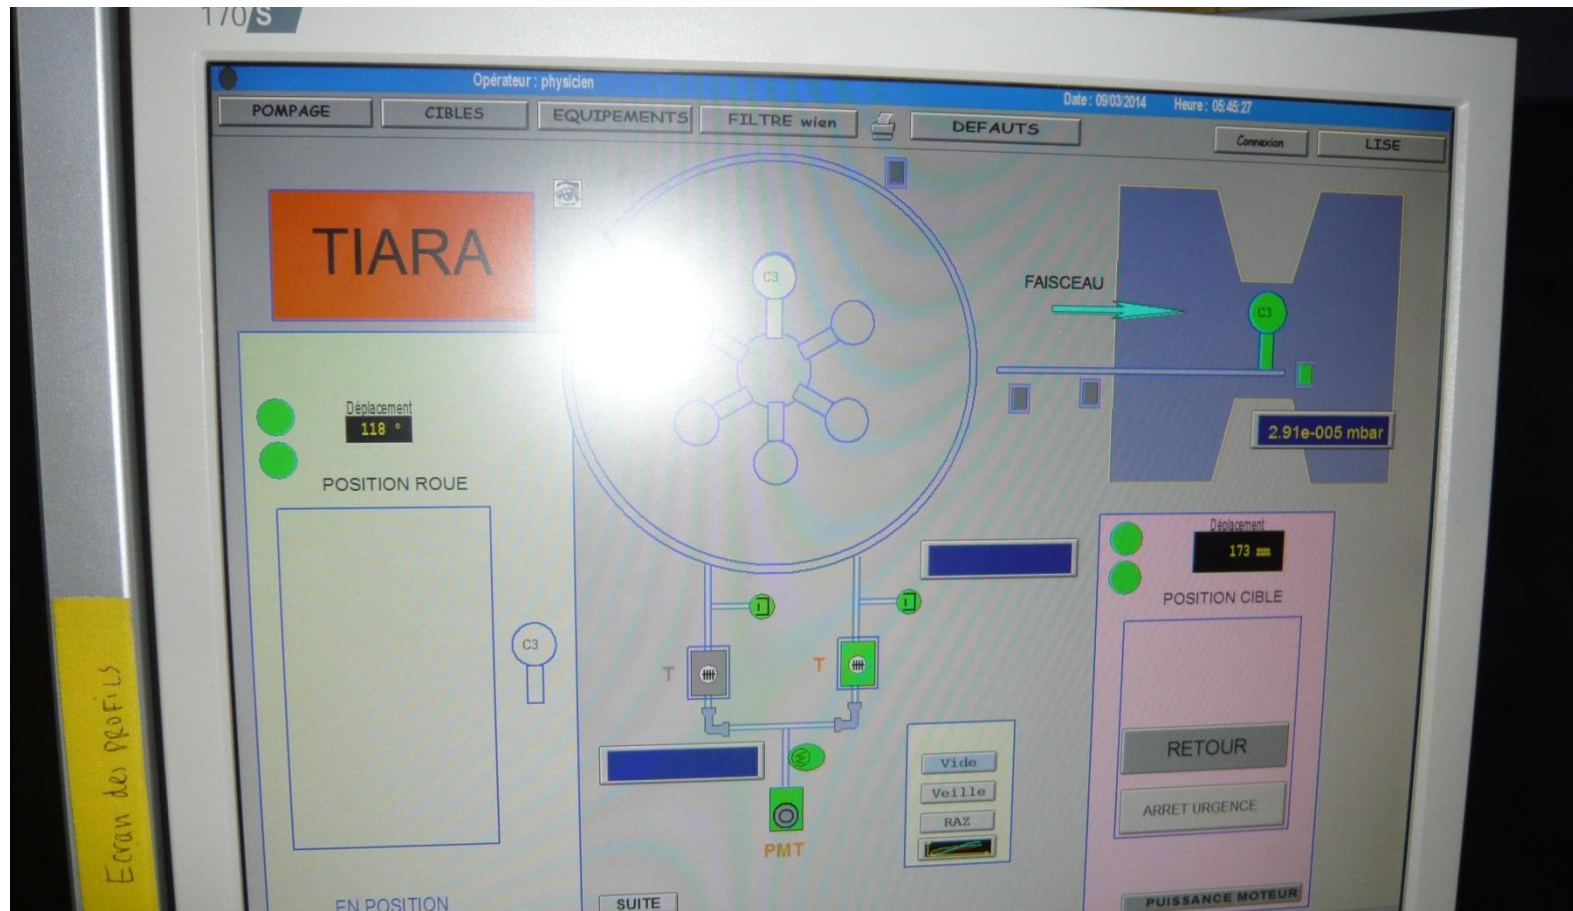 170/S
Opérateur : physicien
Date : 09/03/2014
Heure : 05:45:27
POMPAGE
CIBLES
EQUIPEMENTS
FILTRE wien
DEFAUTS
Connexion
LISE
TIARA
C3
FAISCEAU
C3
Déplacement
118 °
2.91e-005 mbar
POSITION ROUE
Déplacement
173 mm
POSITION CIBLE
C3
T
T
RETOUR
Vide
Veille
RAZ
ARRET URGENCE
PMT
EN POSITION
SUITE
PUISSANCE MOTEUR
Ecran des PROFILS